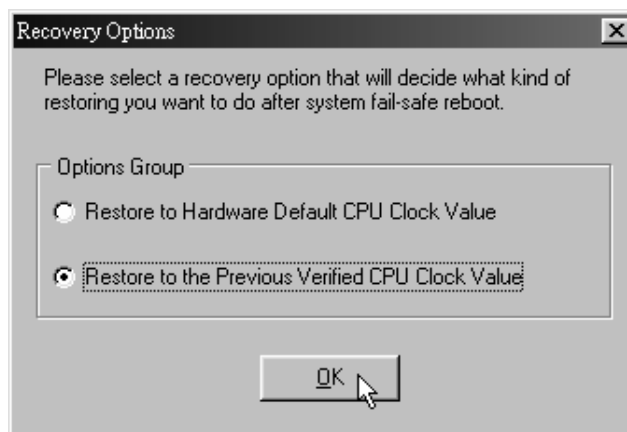 Recovery Options
Please select a recovery option that will decide what kind of
restoring you want to do after system fail-safe reboot.
Options Group
Restore to Hardware Default CPU Clock Value
Restore to the Previous Verified CPU Clock Value
OK